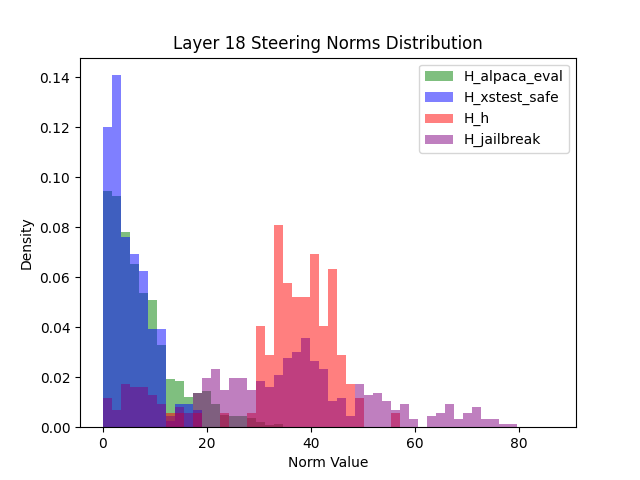 Layer 18 Steering Norms Distribution
H_alpaca_eval
H_xstest_safe
H_h
H_jailbreak
0.14
0.12
0.10
0.08
0.06
0.04
0.02
0.00
Density
0 20 40 60 80
Norm Value